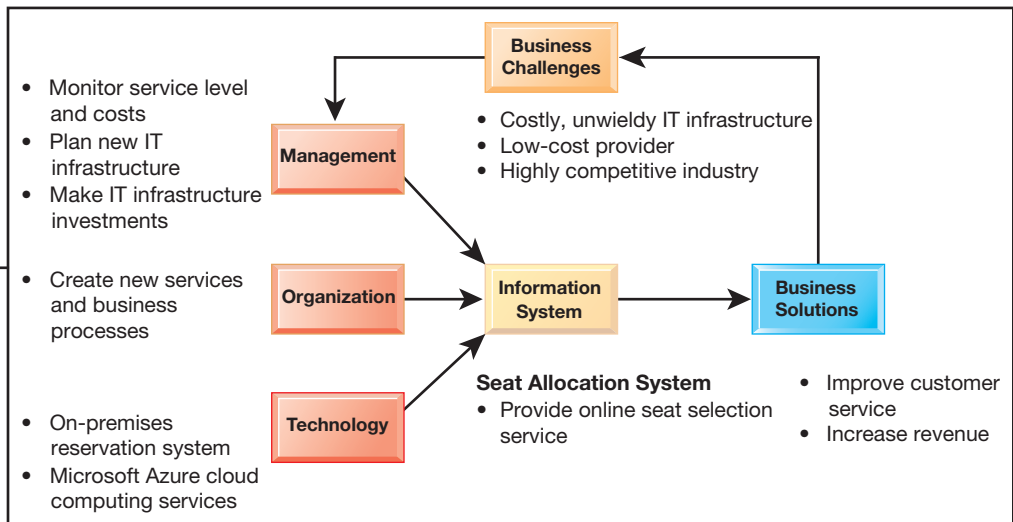 Business
Challenges
• Monitor service level
and costs
• Plan new IT
infrastructure
• Make IT infrastructure
investments
Management
• Costly, unwieldy IT infrastructure
• Low-cost provider
• Highly competitive industry
• Create new services
and business
processes
Organization
Information
System
Business
Solutions
• On-premises
reservation system
• Microsoft Azure cloud
computing services
Technology
Seat Allocation System
• Provide online seat selection
service
• Improve customer
service
• Increase revenue